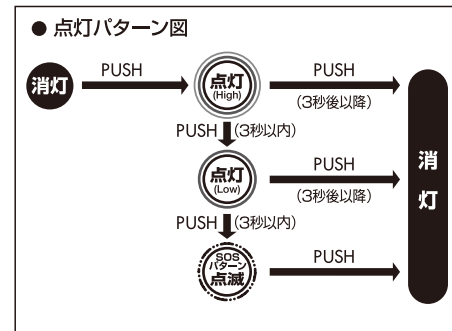 ● 点灯パターン図
消灯
PUSH
点灯
(High)
PUSH
(3秒後以降)
PUSH (3秒以内)
点灯
(Low)
PUSH
(3秒後以降)
PUSH (3秒以内)
SOS
パターン
点滅
PUSH
消灯